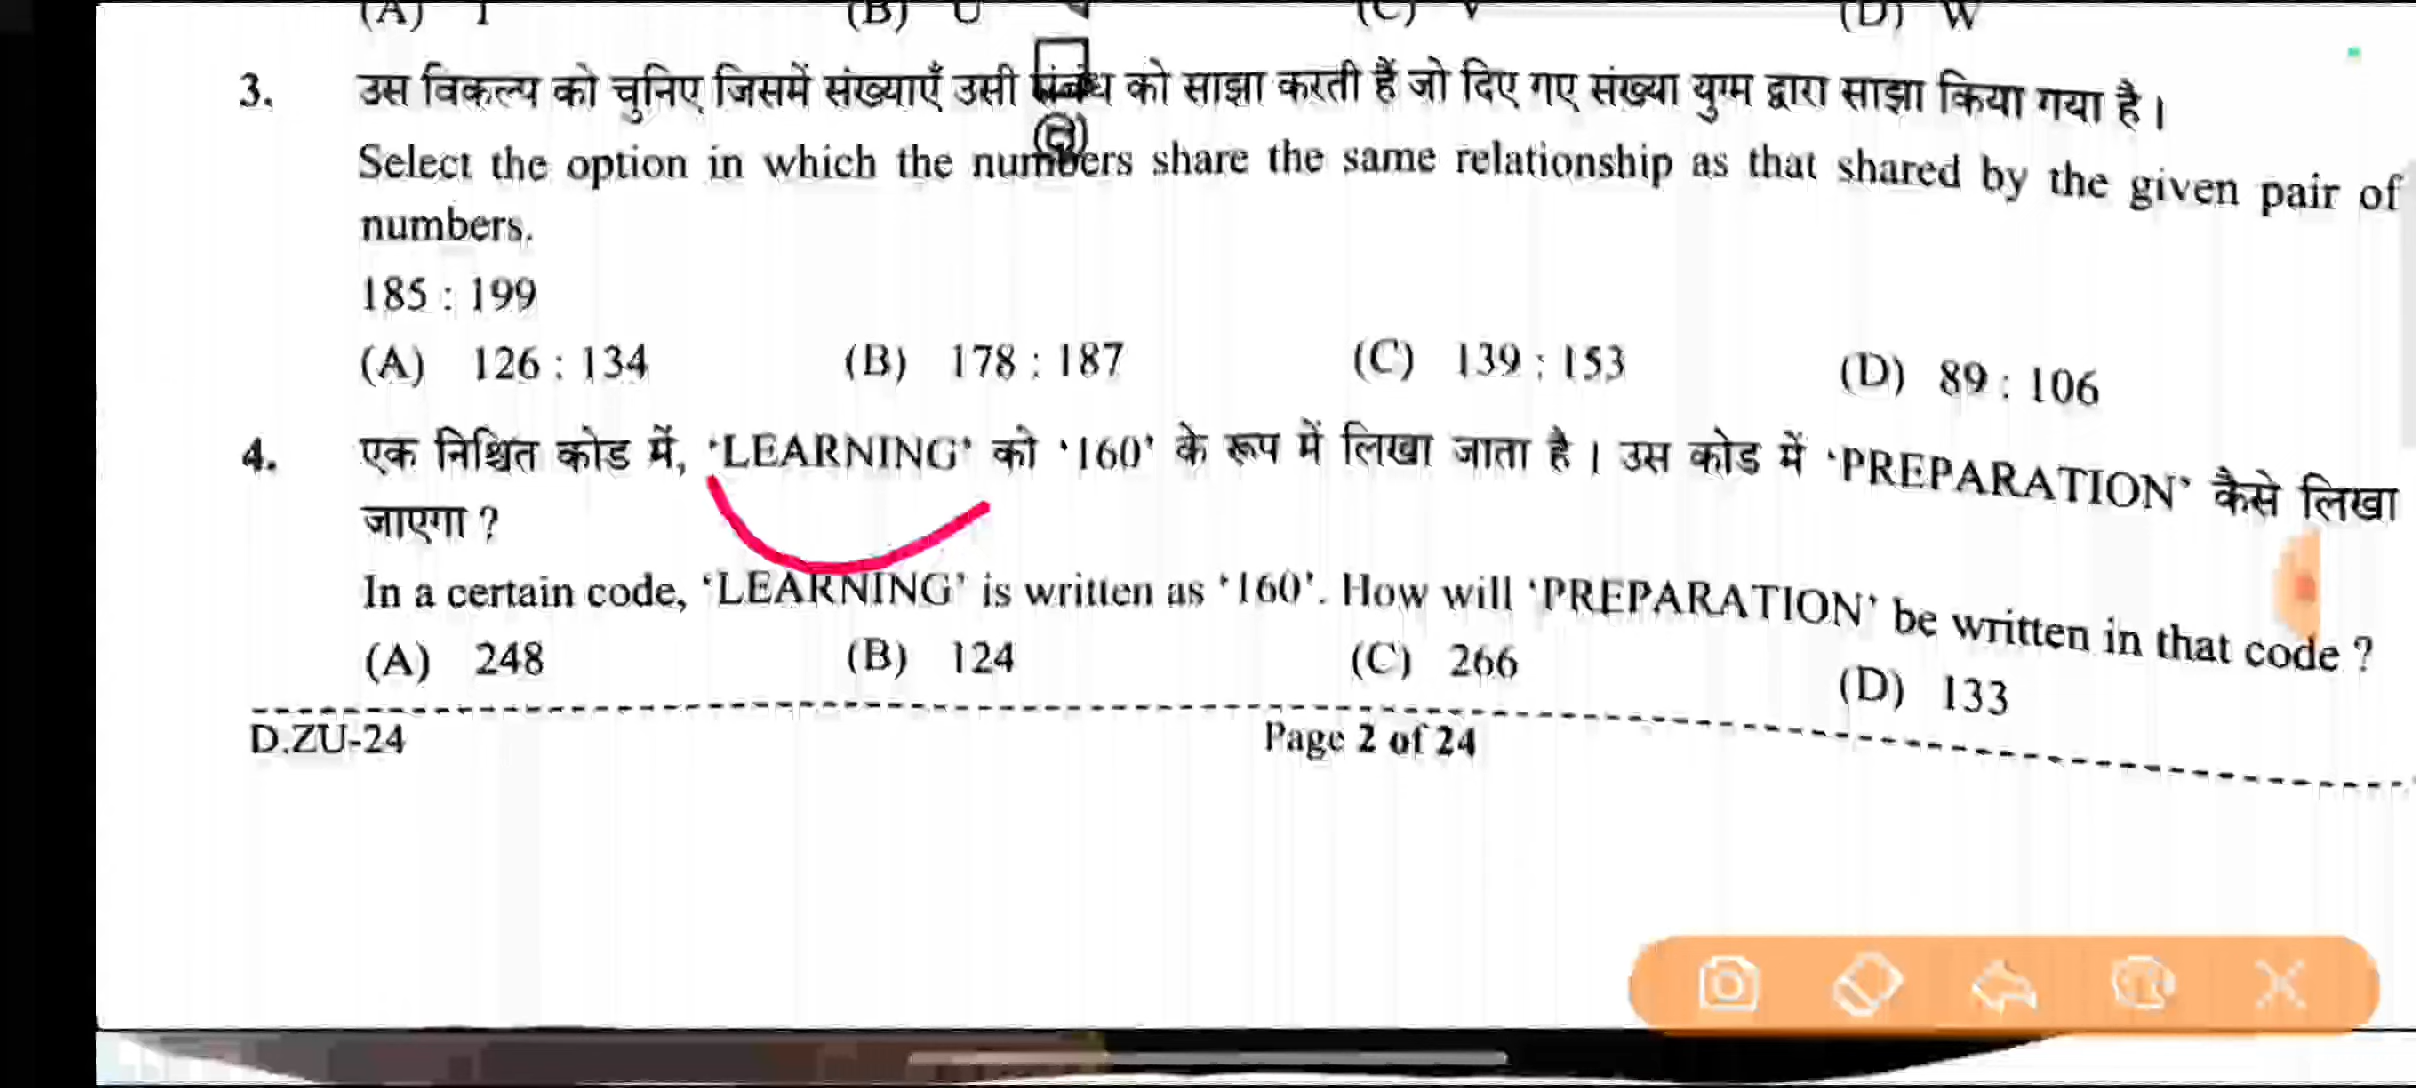 (A) I (B) U (C) V (D) W
3. उस विकल्प को चुनिए जिसमें संख्याएँ उसी संबंध को साझा करती हैं जो दिए गए संख्या युग्म द्वारा साझा किया गया है।
Select the option in which the numbers share the same relationship as that shared by the given pair of
numbers.
185 : 199
(A) 126 : 134 (B) 178 : 187 (C) 139 : 153 (D) 89 : 106
4. एक निश्चित कोड में, 'LEARNING' को '160' के रूप में लिखा जाता है। उस कोड में 'PREPARATION' कैसे लिखा
जाएगा ?
In a certain code, 'LEARNING' is written as '160'. How will 'PREPARATION' be written in that code ?
(A) 248 (B) 124 (C) 266 (D) 133
D.ZU-24 Page 2 of 24